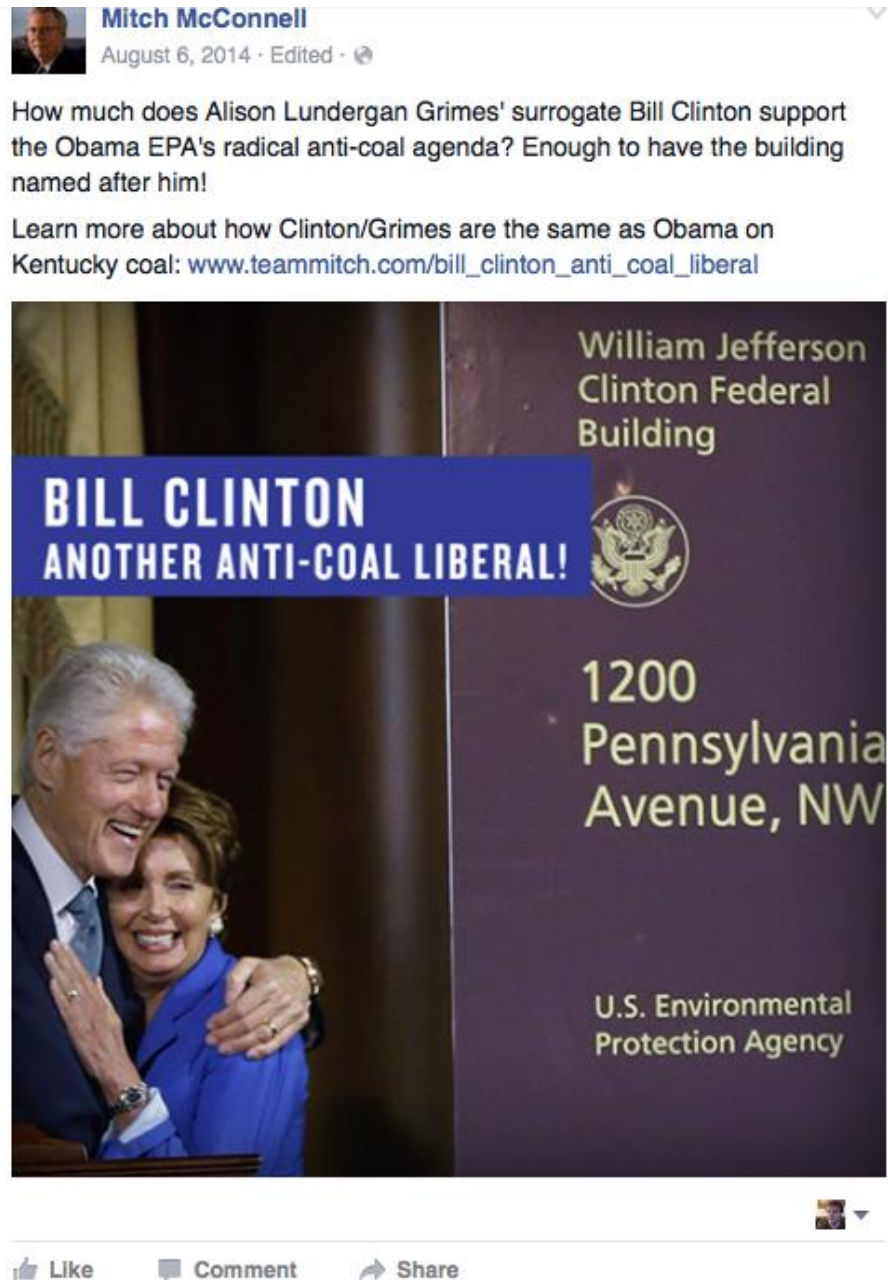 Mitch McConnell
August 6, 2014 · Edited ·
How much does Alison Lundergan Grimes' surrogate Bill Clinton support
the Obama EPA's radical anti-coal agenda? Enough to have the building
named after him!
Learn more about how Clinton/Grimes are the same as Obama on
Kentucky coal: www.teammitch.com/bill_clinton_anti_coal_liberal
BILL CLINTON
ANOTHER ANTI-COAL LIBERAL!
William Jefferson
Clinton Federal
Building
1200
Pennsylvania
Avenue, NW
U.S. Environmental
Protection Agency
Like Comment Share